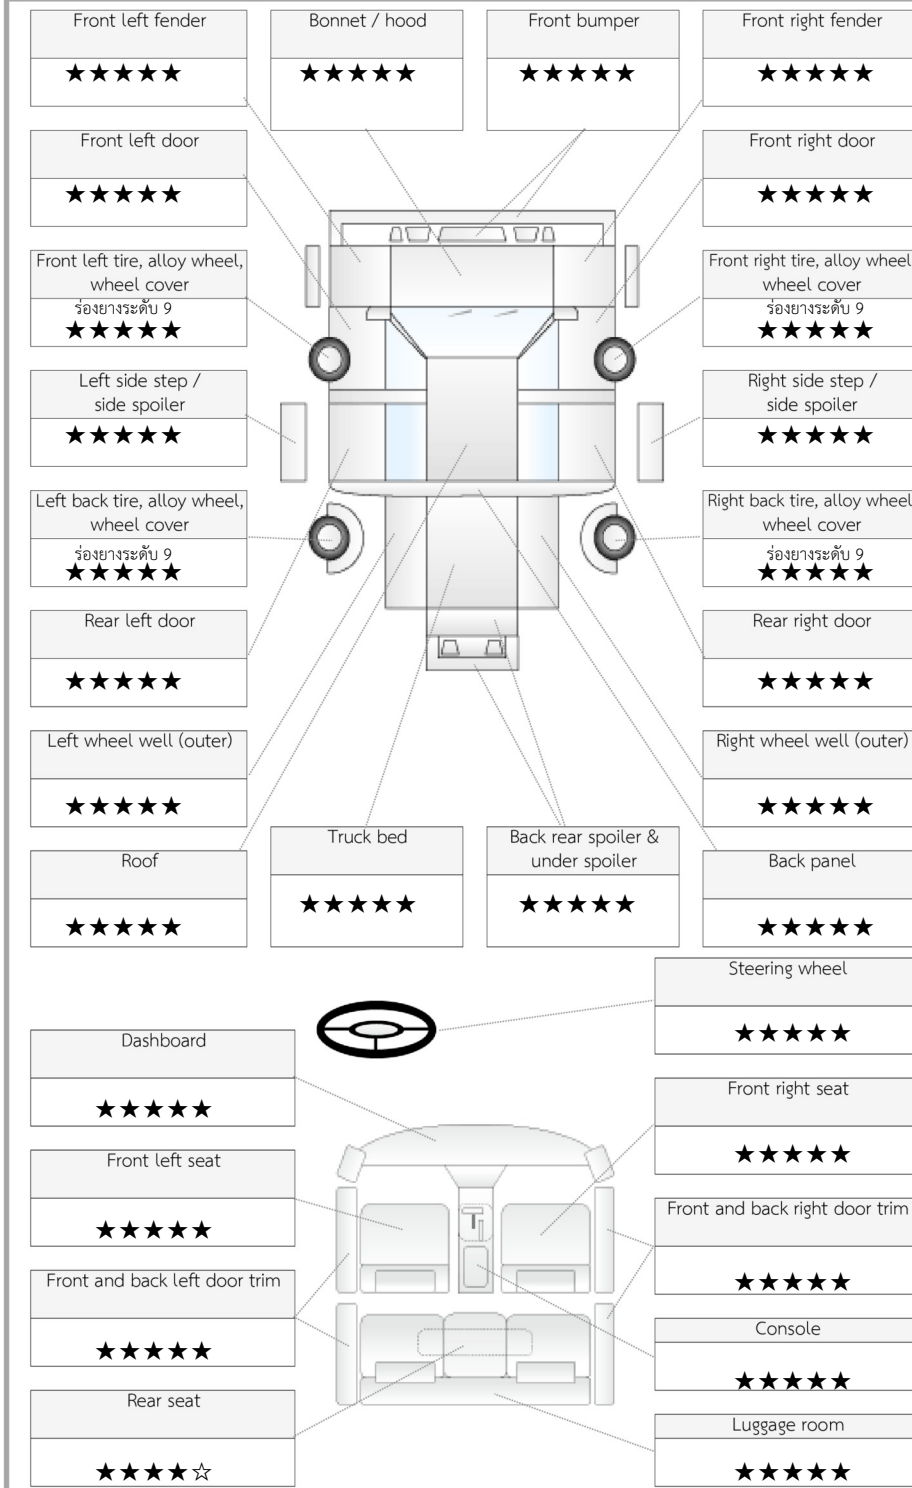 Front left fender
★★★★★
Bonnet / hood
★★★★★
Front bumper
★★★★★
Front right fender
★★★★★
Front left door
★★★★★
Front right door
★★★★★
Front left tire, alloy wheel,
wheel cover
ร่องยางระดับ 9
★★★★★
Front right tire, alloy wheel
wheel cover
ร่องยางระดับ 9
★★★★★
Left side step /
side spoiler
★★★★★
Right side step /
side spoiler
★★★★★
Left back tire, alloy wheel,
wheel cover
ร่องยางระดับ 9
★★★★★
Right back tire, alloy wheel
wheel cover
ร่องยางระดับ 9
★★★★★
Rear left door
★★★★★
Rear right door
★★★★★
Left wheel well (outer)
★★★★★
Right wheel well (outer)
★★★★★
Roof
★★★★★
Truck bed
★★★★★
Back rear spoiler &
under spoiler
★★★★★
Back panel
★★★★★
Steering wheel
★★★★★
Dashboard
★★★★★
Front right seat
★★★★★
Front left seat
★★★★★
Front and back right door trim
★★★★★
Front and back left door trim
★★★★★
Console
★★★★★
Rear seat
★★★★☆
Luggage room
★★★★★